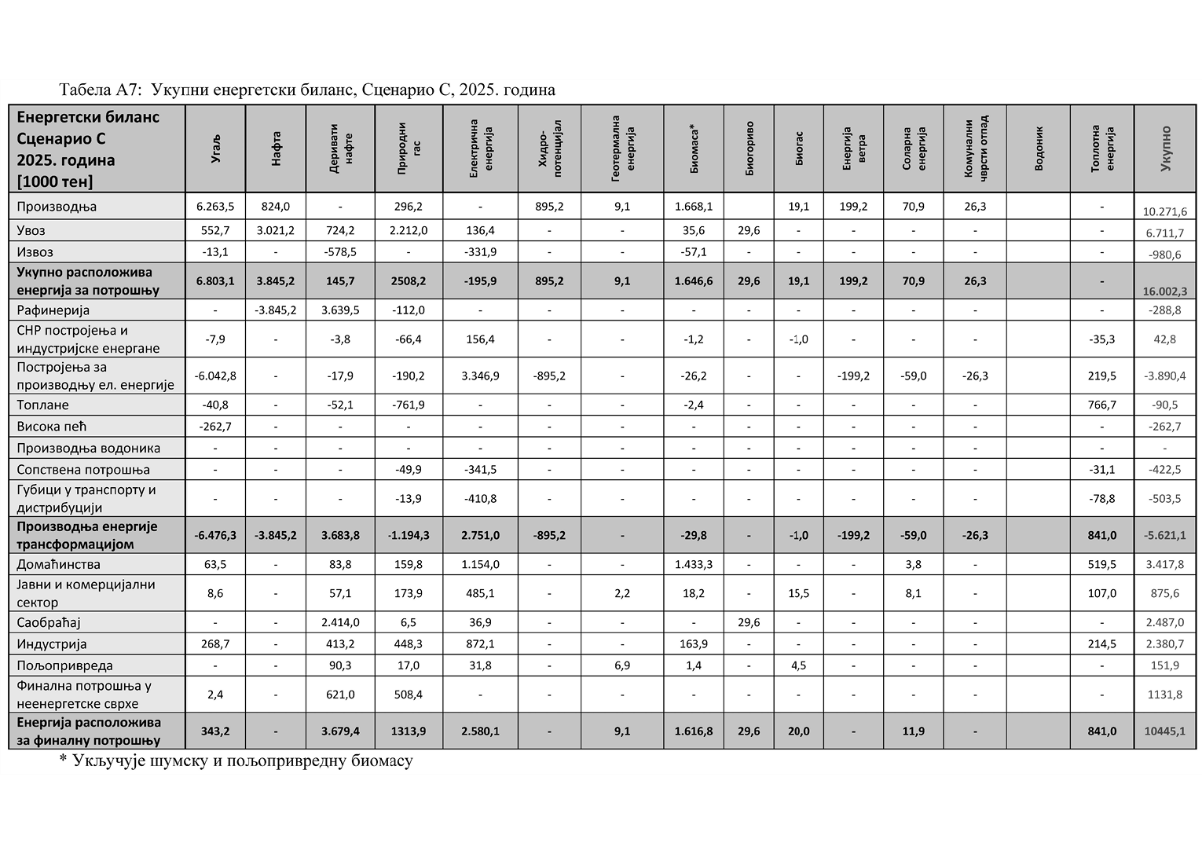 Табела А7: Укупни енергетски биланс, Сценарио С, 2025. година
Енергетски биланс Сценарио С 2025. година [1000 тен] Угаљ Нафта Деривати нафте Природни гас Електрична енергија Хидро-потенцијал Геотермална енергија Биомаса* Биогориво Биогас Енергија ветра Соларна енергија Комунални чврсти отпад Водоник Топлотна енергија Укупно
Производња 6.263,5 824,0 - 296,2 - 895,2 9,1 1.668,1 19,1 199,2 70,9 26,3 - 10.271,6
Увоз 552,7 3.021,2 724,2 2.212,0 136,4 - - 35,6 29,6 - - - - - 6.711,7
Извоз -13,1 - -578,5 - -331,9 - - -57,1 - - - - - -980,6
Укупно расположива енергија за потрошњу 6.803,1 3.845,2 145,7 2508,2 -195,9 895,2 9,1 1.646,6 29,6 19,1 199,2 70,9 26,3 - 16.002,3
Рафинерија - -3.845,2 3.639,5 -112,0 - - - - - - - - - - -288,8
СНР постројења и индустријске енергане -7,9 - -3,8 -66,4 156,4 - - -1,2 - -1,0 - - - -35,3 42,8
Постројења за производњу ел. енергије -6.042,8 - -17,9 -190,2 3.346,9 -895,2 - -26,2 - - -199,2 -59,0 -26,3 219,5 -3.890,4
Топлане -40,8 - -52,1 -761,9 - - - -2,4 - - - - 766,7 -90,5
Висока пећ -262,7 - - - - - - - - - - - - - -262,7
Производња водоника - - - - - - - - - - - - - - -
Сопствена потрошња - - - -49,9 -341,5 - - - - - - - - -31,1 -422,5
Губици у транспорту и дистрибуцији - - - -13,9 -410,8 - - - - - - - - -78,8 -503,5
Производња енергије трансформацијом -6.476,3 -3.845,2 3.683,8 -1.194,3 2.751,0 -895,2 - -29,8 - -1,0 -199,2 -59,0 -26,3 841,0 -5.621,1
Домаћинства 63,5 - 83,8 159,8 1.154,0 - - 1.433,3 - - 3,8 - 519,5 3.417,8
Јавни и комерцијални сектор 8,6 - 57,1 173,9 485,1 - 2,2 18,2 - 15,5 - 8,1 - 107,0 875,6
Саобраћај - - 2.414,0 6,5 36,9 - - - 29,6 - - - - 2.487,0
Индустрија 268,7 - 413,2 448,3 872,1 - - 163,9 - - - - 214,5 2.380,7
Пољопривреда - - 90,3 17,0 31,8 - 6,9 1,4 - 4,5 - - - - 151,9
Финална потрошња у неенергетске сврхе 2,4 - 621,0 508,4 - - - - - - - - - - 1131,8
Енергија расположива за финалну потрошњу 343,2 - 3.679,4 1313,9 2.580,1 - 9,1 1.616,8 29,6 20,0 - 11,9 - 841,0 10445,1
* Укључује шумску и пољопривредну биомасу